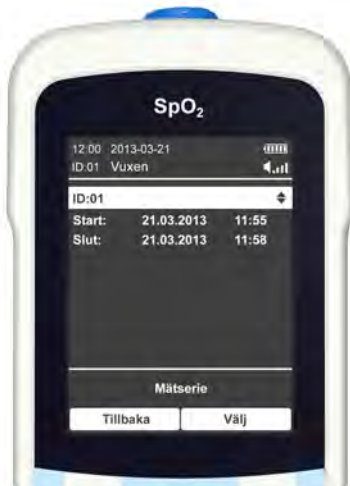 SpO₂
12:00 2013-03-21
ID:01 Vuxen
ID:01
Start: 21.03.2013 11:55
Slut: 21.03.2013 11:58
Mätserie
Tillbaka Välj